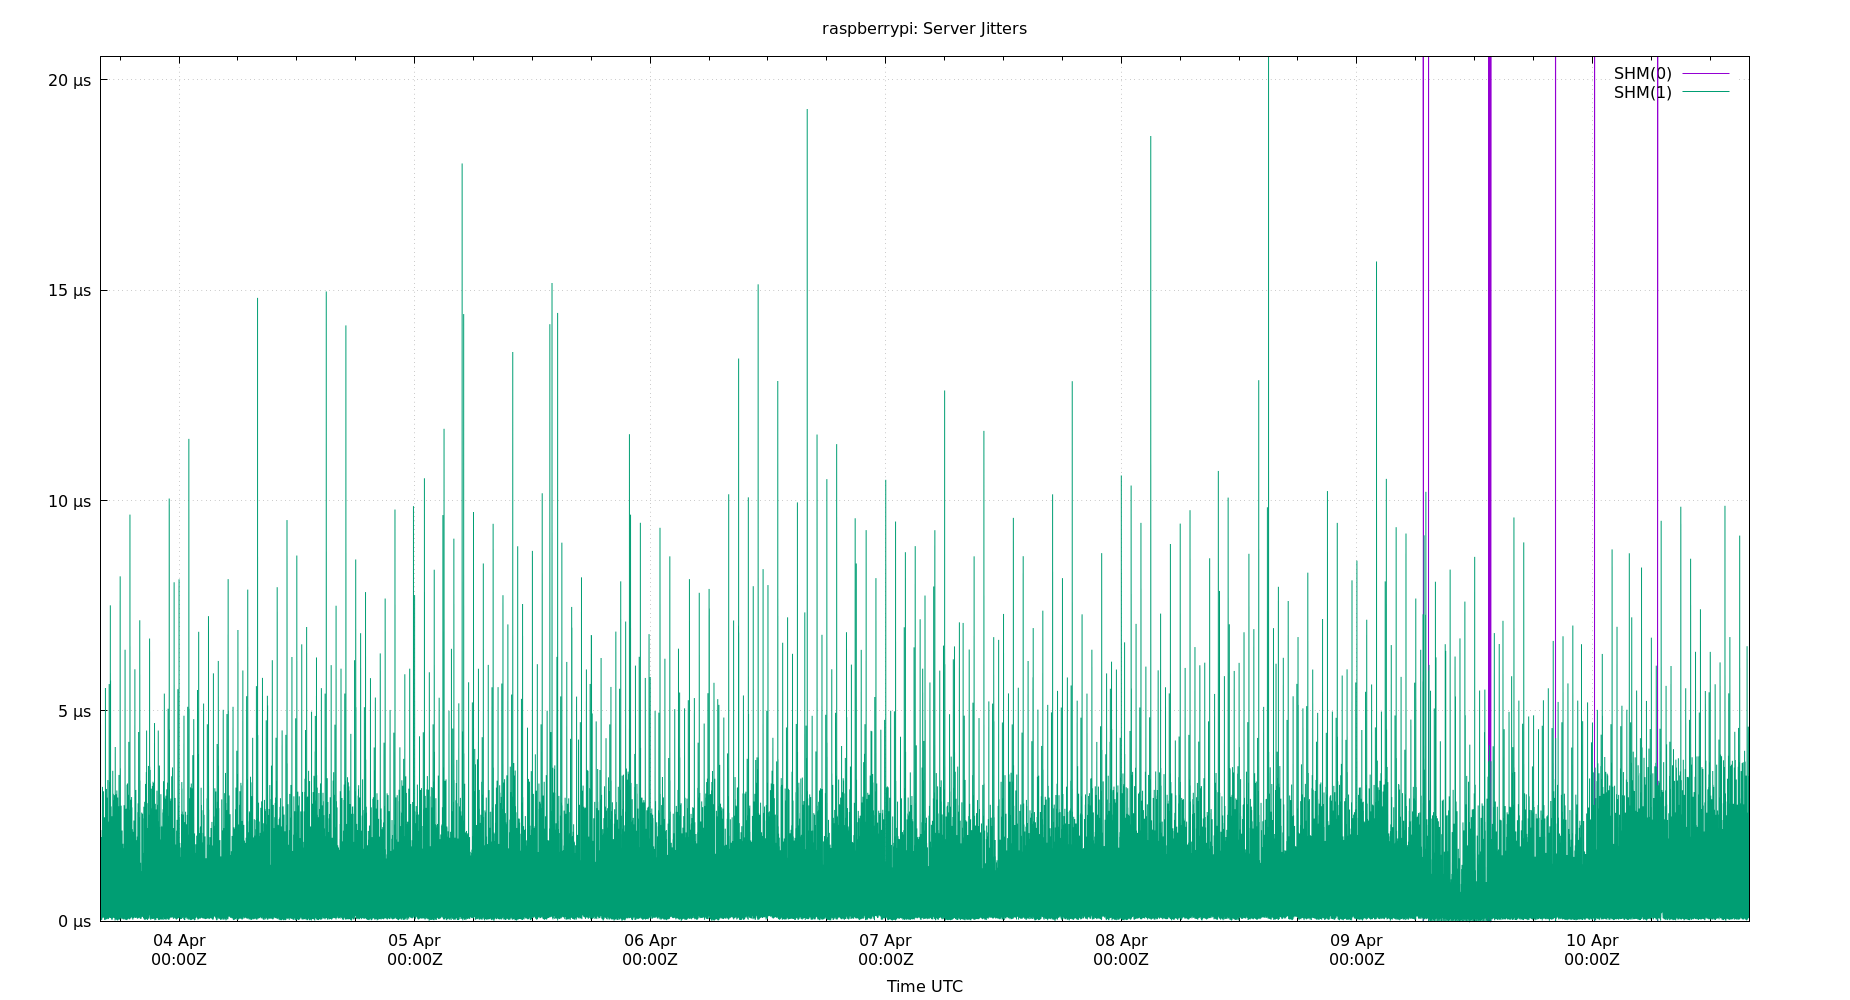 raspberrypi: Server Jitters
SHM(0)
SHM(1)
20 µs
15 µs
10 µs
5 µs
0 µs
04 Apr
00:00Z
05 Apr
00:00Z
06 Apr
00:00Z
07 Apr
00:00Z
08 Apr
00:00Z
09 Apr
00:00Z
10 Apr
00:00Z
Time UTC